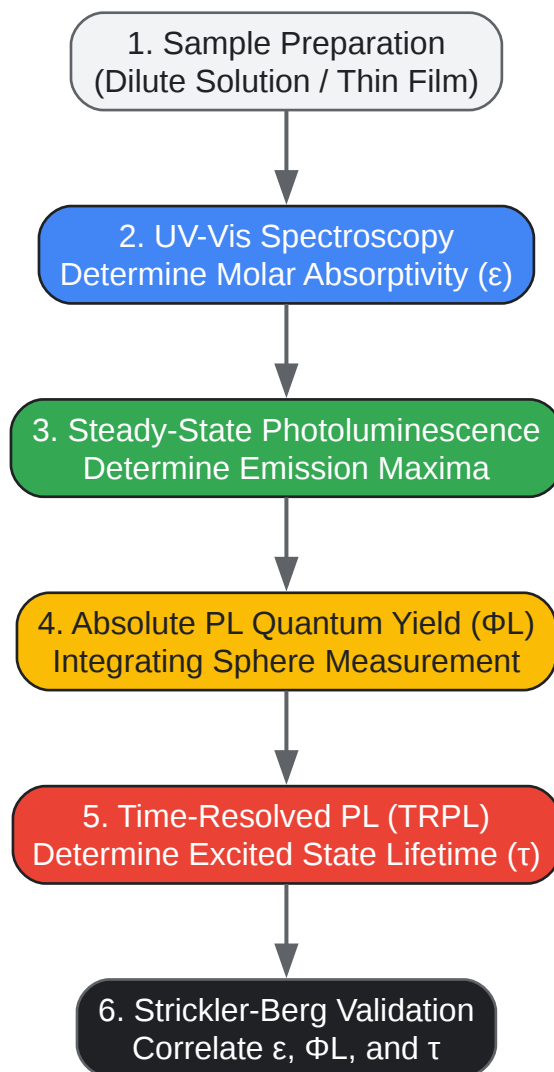 1. Sample Preparation
(Dilute Solution / Thin Film)
2. UV-Vis Spectroscopy
Determine Molar Absorptivity (ε)
3. Steady-State Photoluminescence
Determine Emission Maxima
4. Absolute PL Quantum Yield (ΦL)
Integrating Sphere Measurement
5. Time-Resolved PL (TRPL)
Determine Excited State Lifetime (τ)
6. Strickler-Berg Validation
Correlate ε, ΦL, and τ